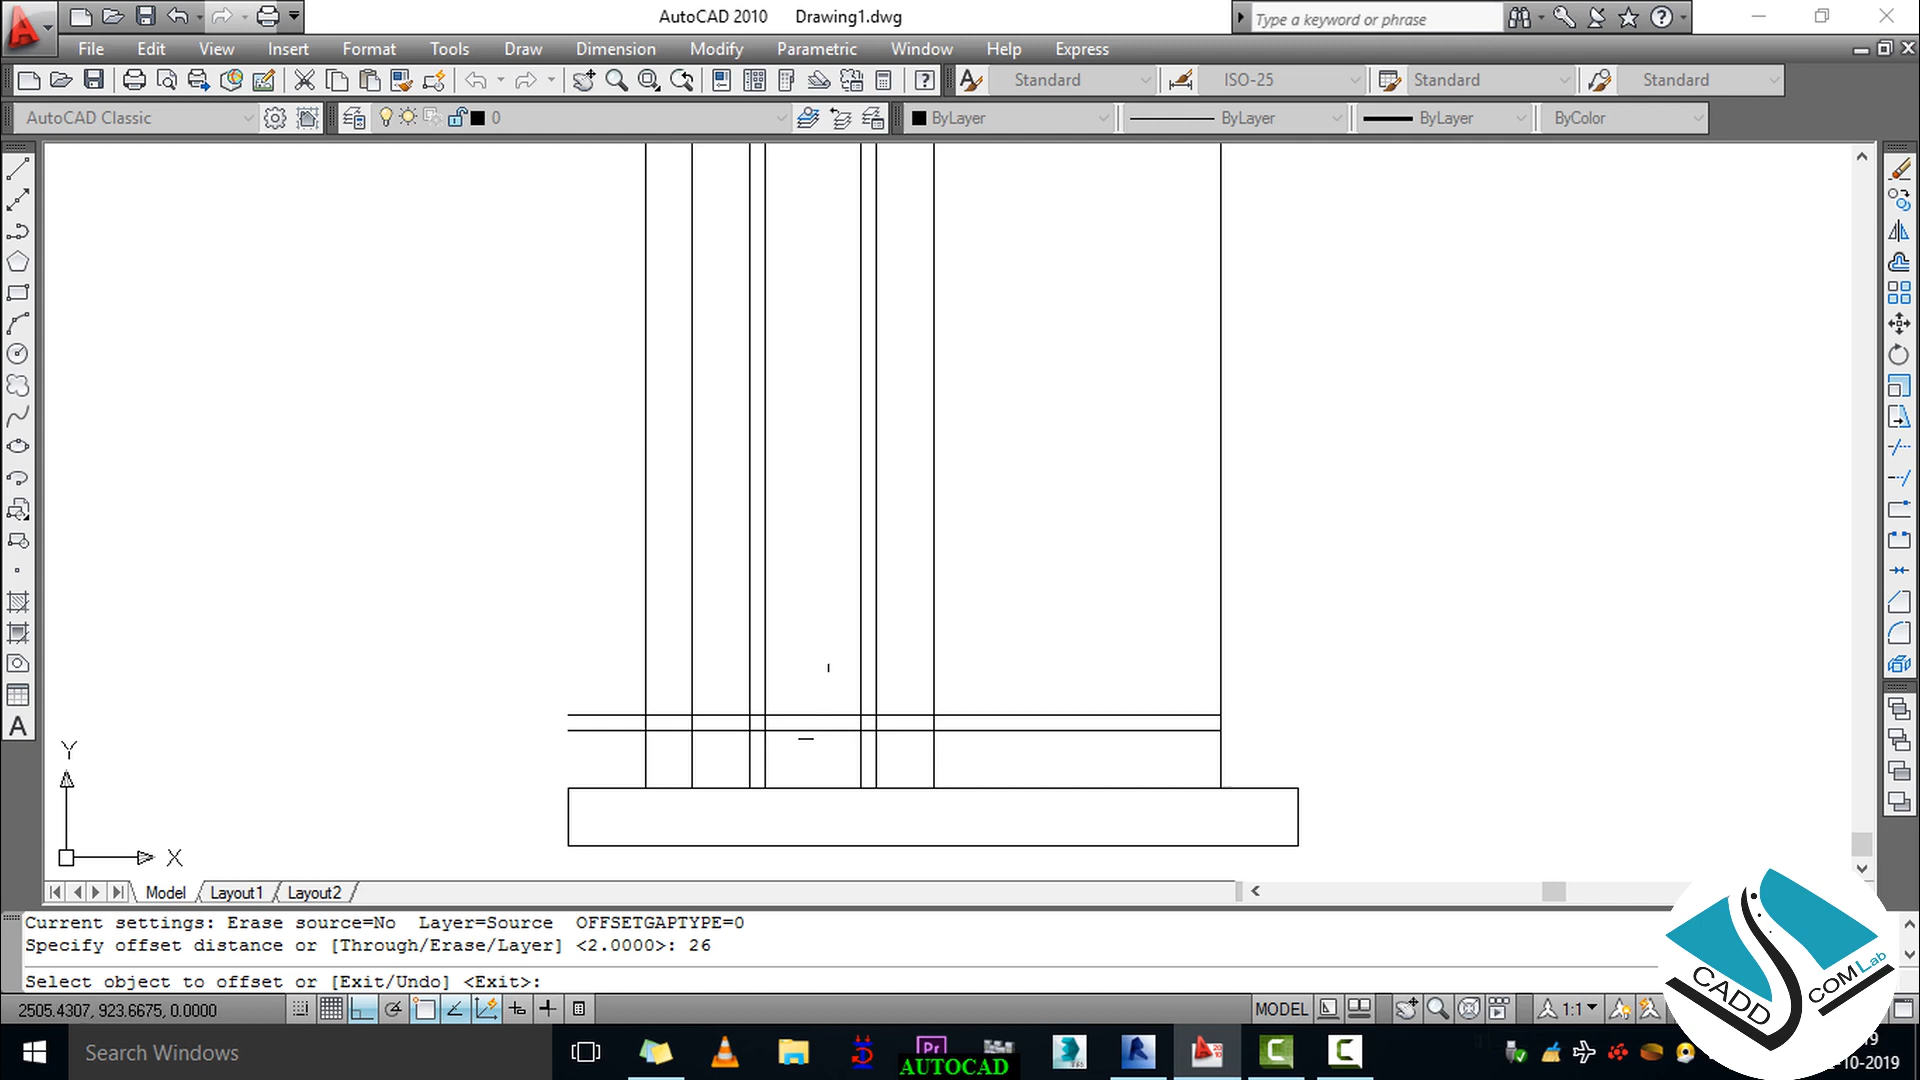 AutoCAD 2010 Drawing1.dwg
Type a keyword or phrase
File Edit View Insert Format Tools Draw Dimension Modify Parametric Window Help Express
Standard ISO-25 Standard Standard
AutoCAD Classic 0 ByLayer ByLayer ByLayer ByColor
Y
X
Model Layout1 Layout2
Current settings: Erase source=No Layer=Source OFFSETGAPTYPE=0
Specify offset distance or [Through/Erase/Layer] <2.0000>: 26
Select object to offset or [Exit/Undo] <Exit>:
2505.4307, 923.6675, 0.0000 MODEL 1:1
CADD COM Lab
Search Windows
Pr
AUTOCAD
-10-2019